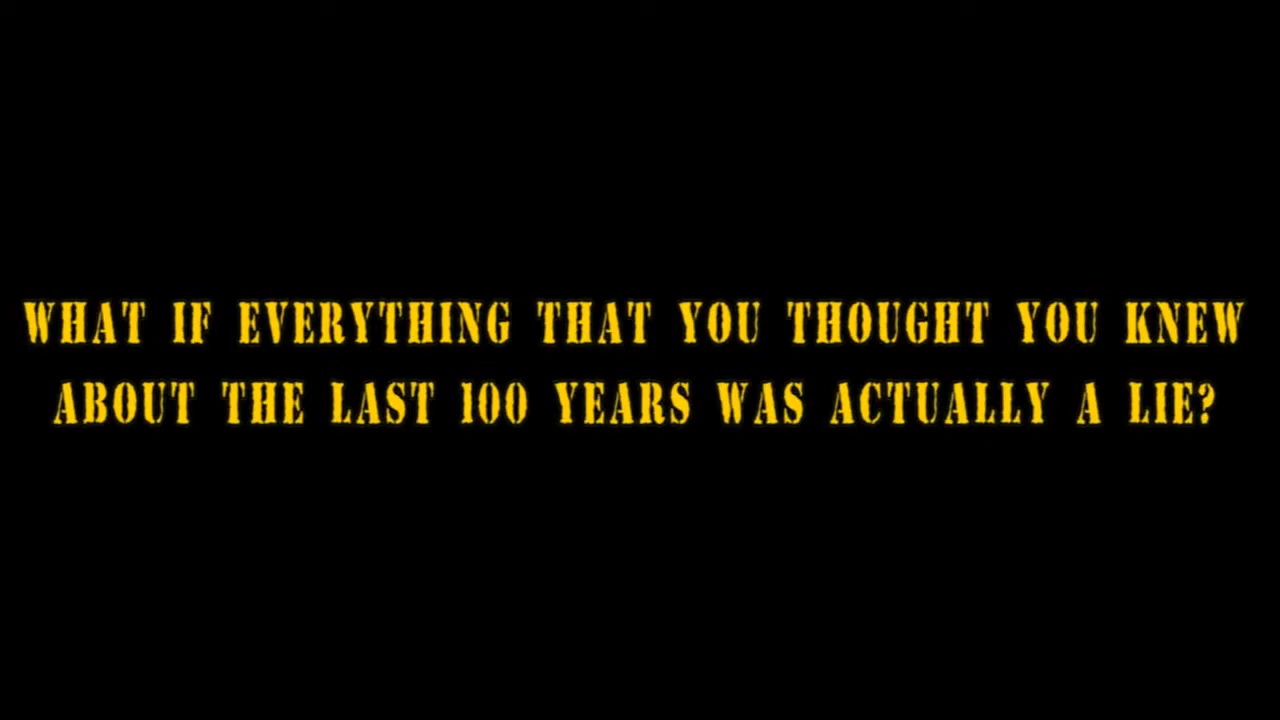 WHAT IF EVERYTHING THAT YOU THOUGHT YOU KNEW
ABOUT THE LAST 100 YEARS WAS ACTUALLY A LIE?